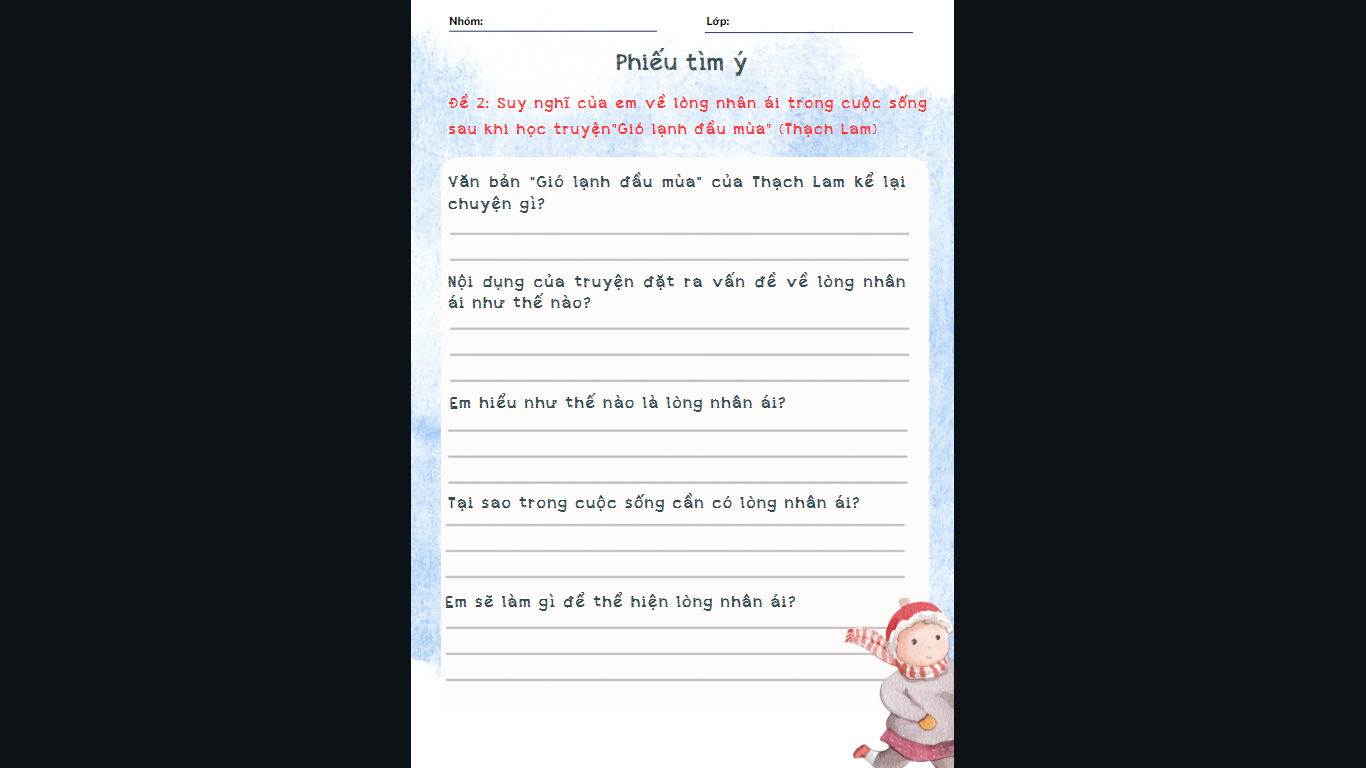 Nhóm:
Lớp:
Phiếu tìm ý
Đề 2: Suy nghĩ của em về lòng nhân ái trong cuộc sống
sau khi học truyện"Gió lạnh đầu mùa" (Thạch Lam)
Văn bản "Gió lạnh đầu mùa" của Thạch Lam kể lại
chuyện gì?
Nội dụng của truyện đặt ra vấn đề về lòng nhân
ái như thế nào?
Em hiểu như thế nào là lòng nhân ái?
Tại sao trong cuộc sống cần có lòng nhân ái?
Em sẽ làm gì để thể hiện lòng nhân ái?